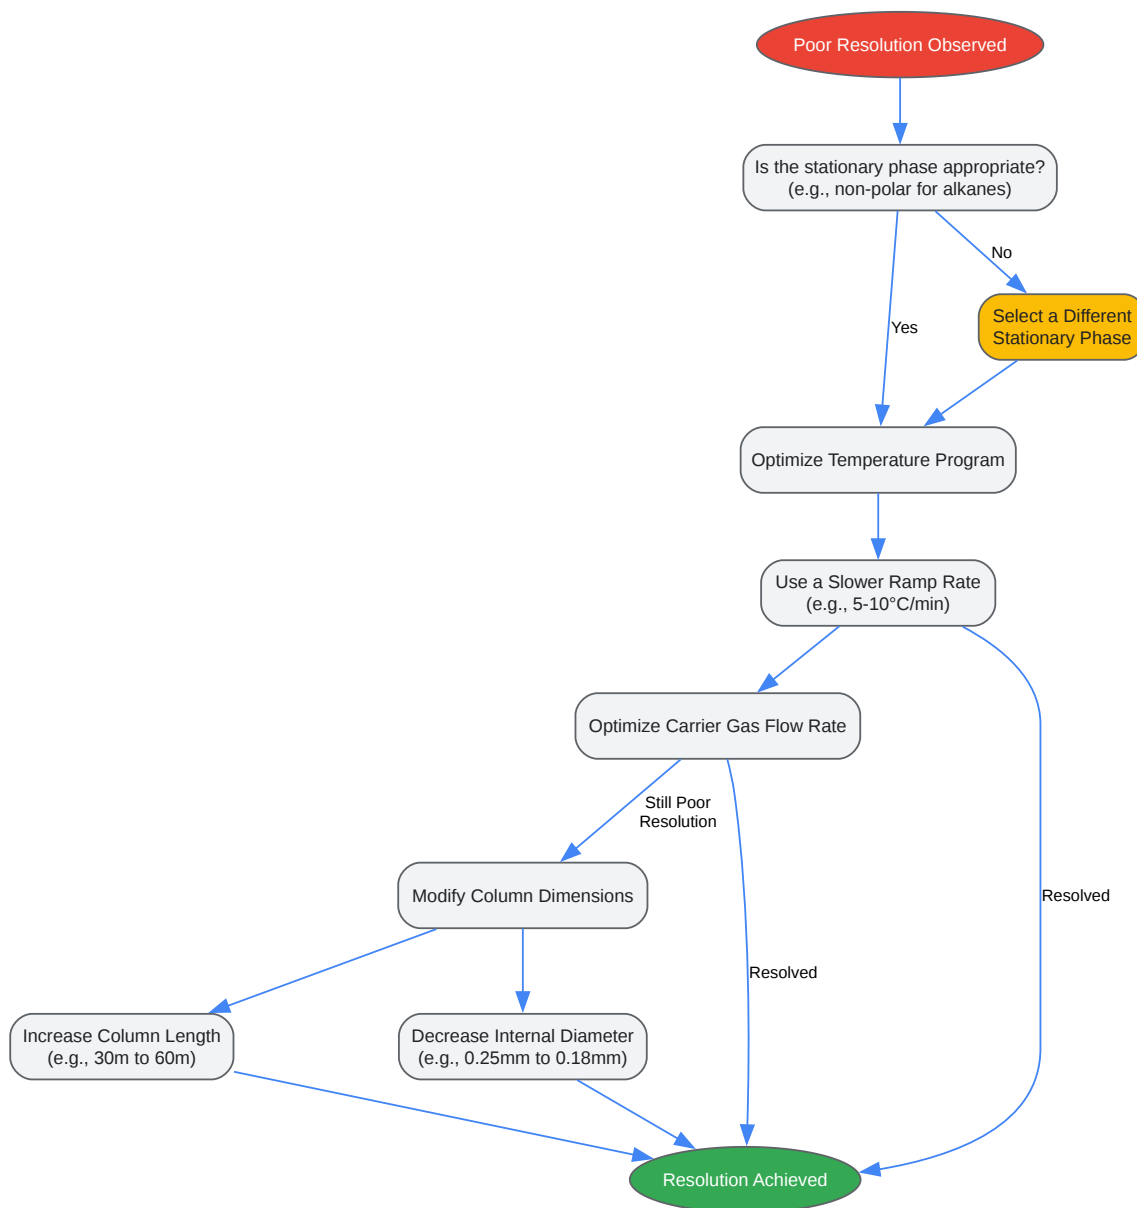 Poor Resolution Observed
Is the stationary phase appropriate?
(e.g., non-polar for alkanes)
No
Select a Different
Stationary Phase
Yes
Optimize Temperature Program
Use a Slower Ramp Rate
(e.g., 5-10°C/min)
Optimize Carrier Gas Flow Rate
Still Poor
Resolution
Modify Column Dimensions
Resolved
Resolved
Increase Column Length
(e.g., 30m to 60m)
Decrease Internal Diameter
(e.g., 0.25mm to 0.18mm)
Resolution Achieved